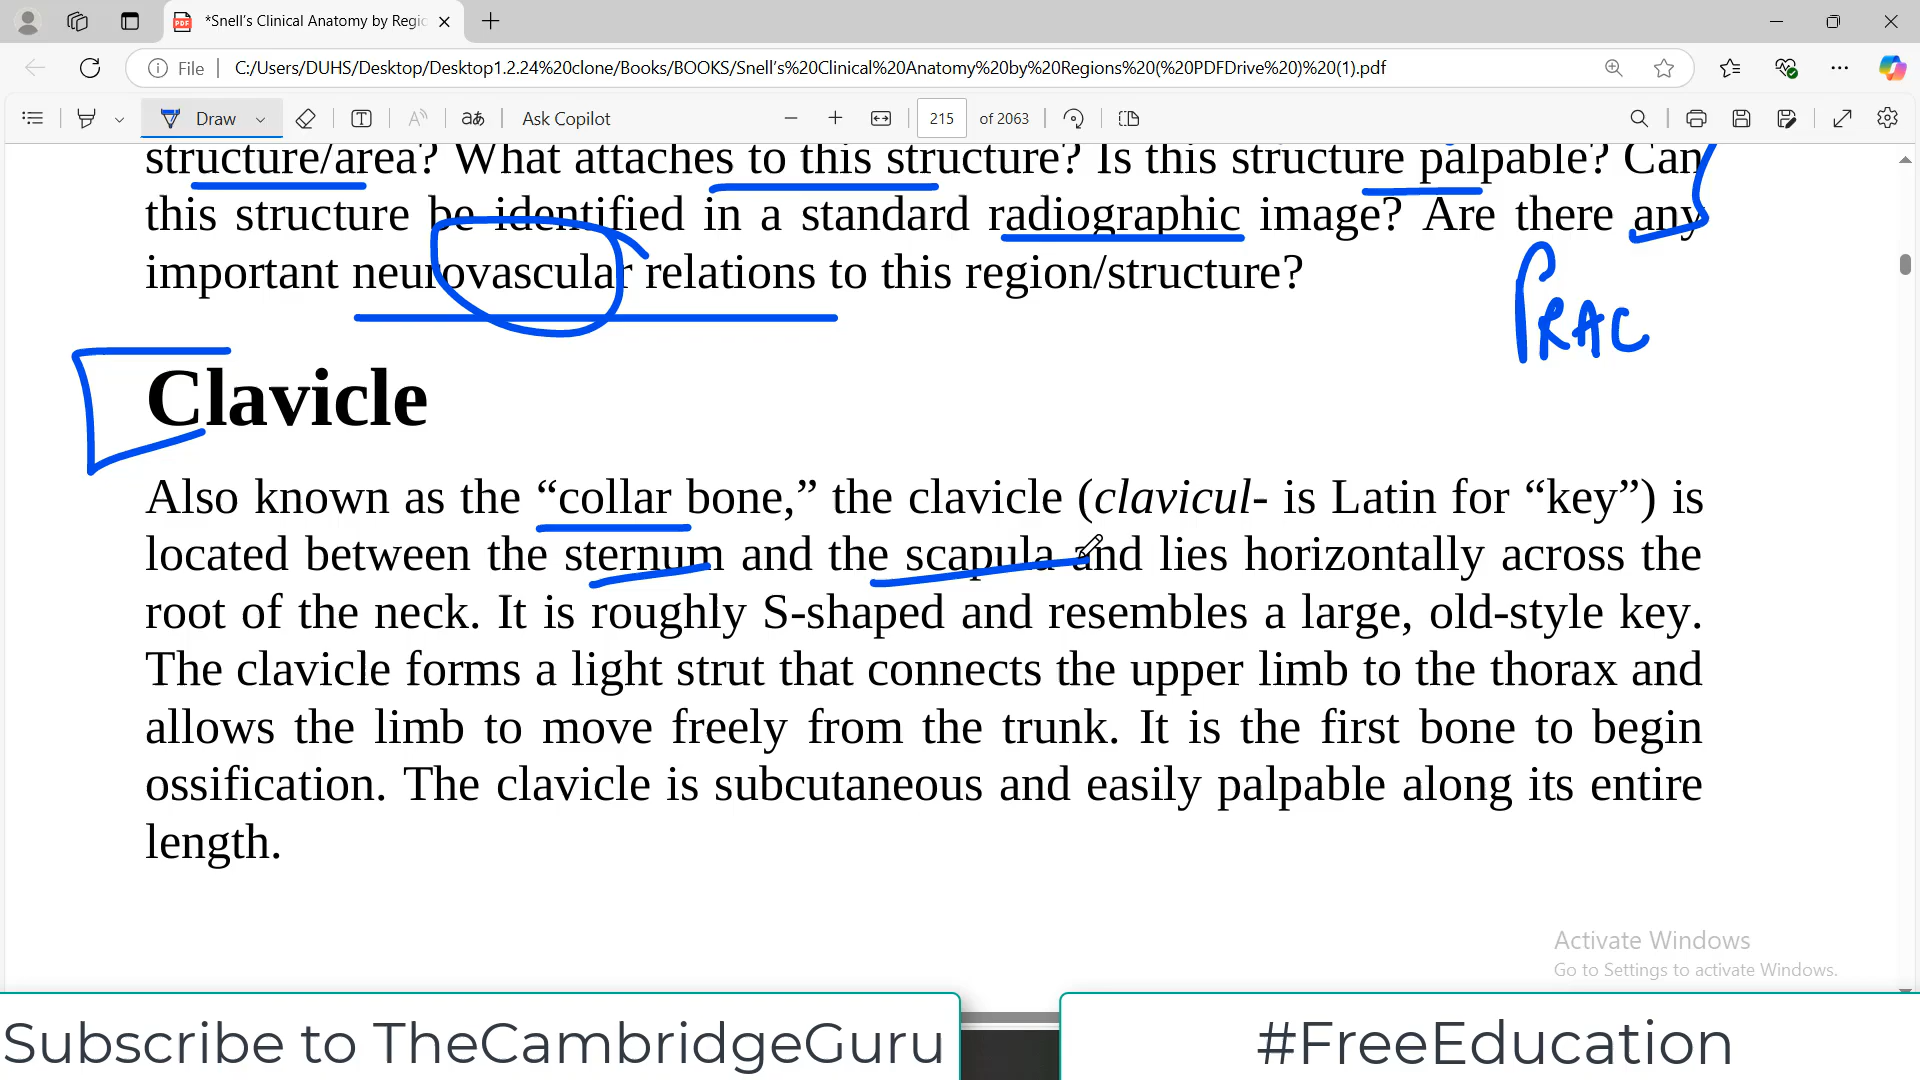 *Snell's Clinical Anatomy by Regic
File
C:/Users/DUHS/Desktop/Desktop1.2.24%20clone/Books/BOOKS/Snell's%20Clinical%20Anatomy%20by%20Regions%20(%20PDFDrive%20)%20(1).pdf
Draw
T
A
aあ
Ask Copilot
215
of 2063
structure/area? What attaches to this structure? Is this structure palpable? Can
this structure be identified in a standard radiographic image? Are there any
important neurovascular relations to this region/structure?
PRAC
Clavicle
Also known as the “collar bone,” the clavicle (clavicul- is Latin for “key”) is
located between the sternum and the scapula and lies horizontally across the
root of the neck. It is roughly S-shaped and resembles a large, old-style key.
The clavicle forms a light strut that connects the upper limb to the thorax and
allows the limb to move freely from the trunk. It is the first bone to begin
ossification. The clavicle is subcutaneous and easily palpable along its entire
length.
Activate Windows
Go to Settings to activate Windows.
Subscribe to TheCambridgeGuru
#FreeEducation